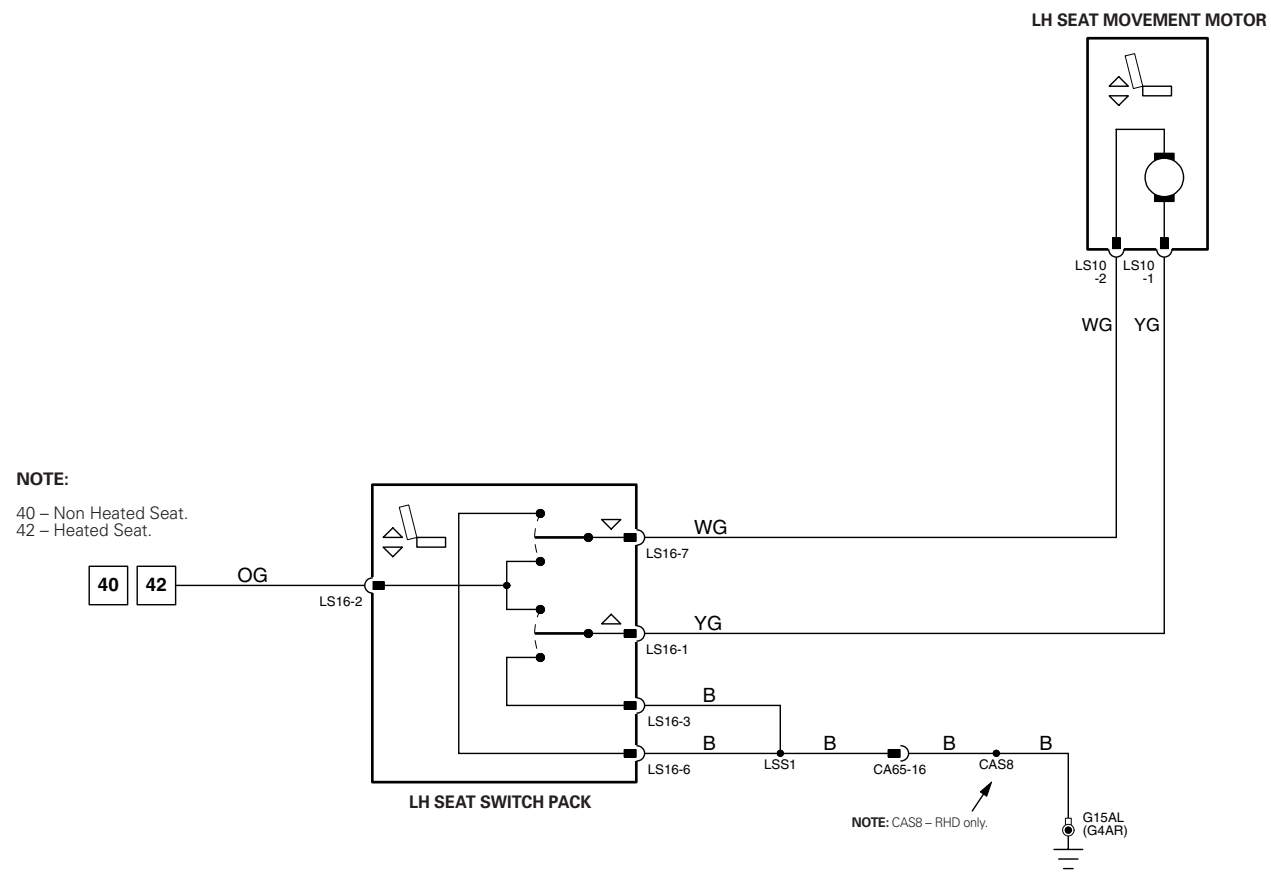 LH SEAT MOVEMENT MOTOR
LS10
-2
LS10
-1
WG
YG
NOTE:
40 – Non Heated Seat.
42 – Heated Seat.
40
42
OG
LS16-2
WG
LS16-7
YG
LS16-1
B
LS16-3
B
B
B
B
LS16-6
LSS1
CA65-16
CAS8
LH SEAT SWITCH PACK
NOTE: CAS8 – RHD only.
G15AL
(G4AR)